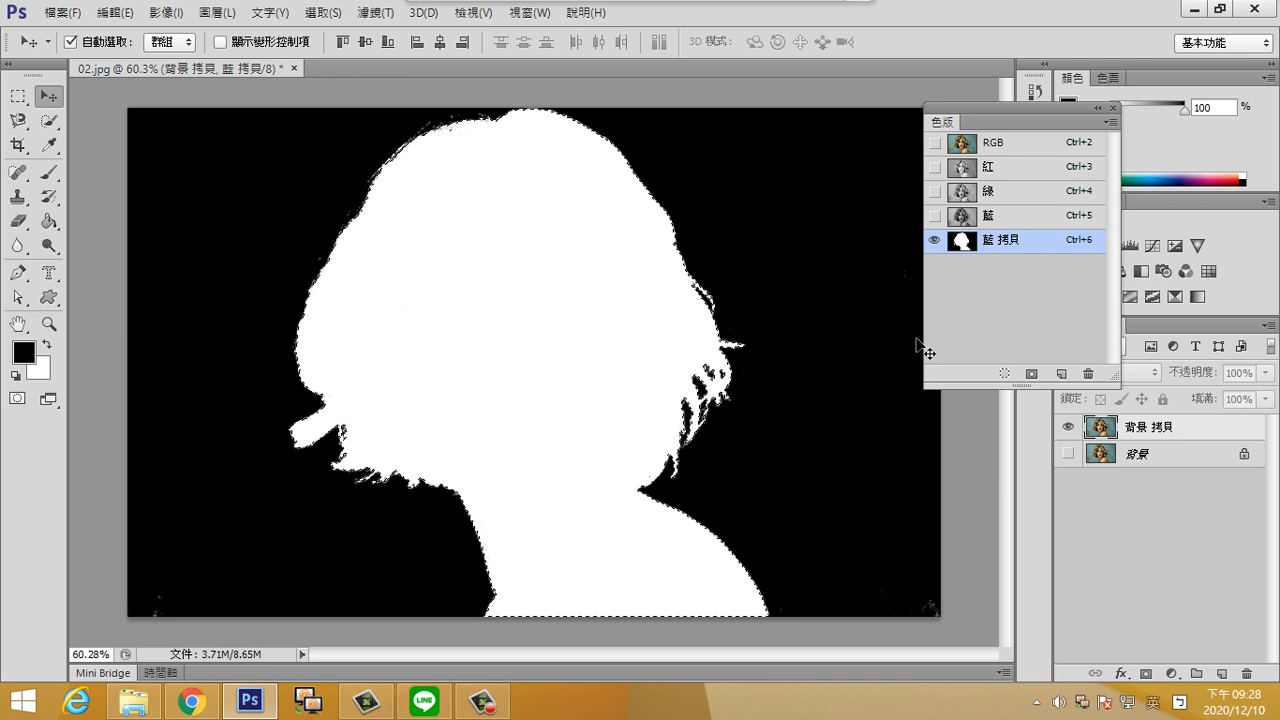 Ps 檔案(F) 編輯(E) 影像(I) 圖層(L) 文字(Y) 選取(S) 濾鏡(T) 3D(D) 檢視(V) 視窗(W) 說明(H)
自動選取： 群組 顯示變形控制項 3D 模式： 基本功能
02.jpg @ 60.3% (背景 拷貝, 藍 拷貝/8) * ×
顏色 色票
100 %
色版
RGB Ctrl+2
紅 Ctrl+3
綠 Ctrl+4
藍 Ctrl+5
藍 拷貝 Ctrl+6
不透明度： 100%
鎖定： 填滿： 100%
背景 拷貝
背景
60.28% 文件：3.71M/8.65M
Mini Bridge 時間軸
Ps LINE 英
下午 09:28
2020/12/10